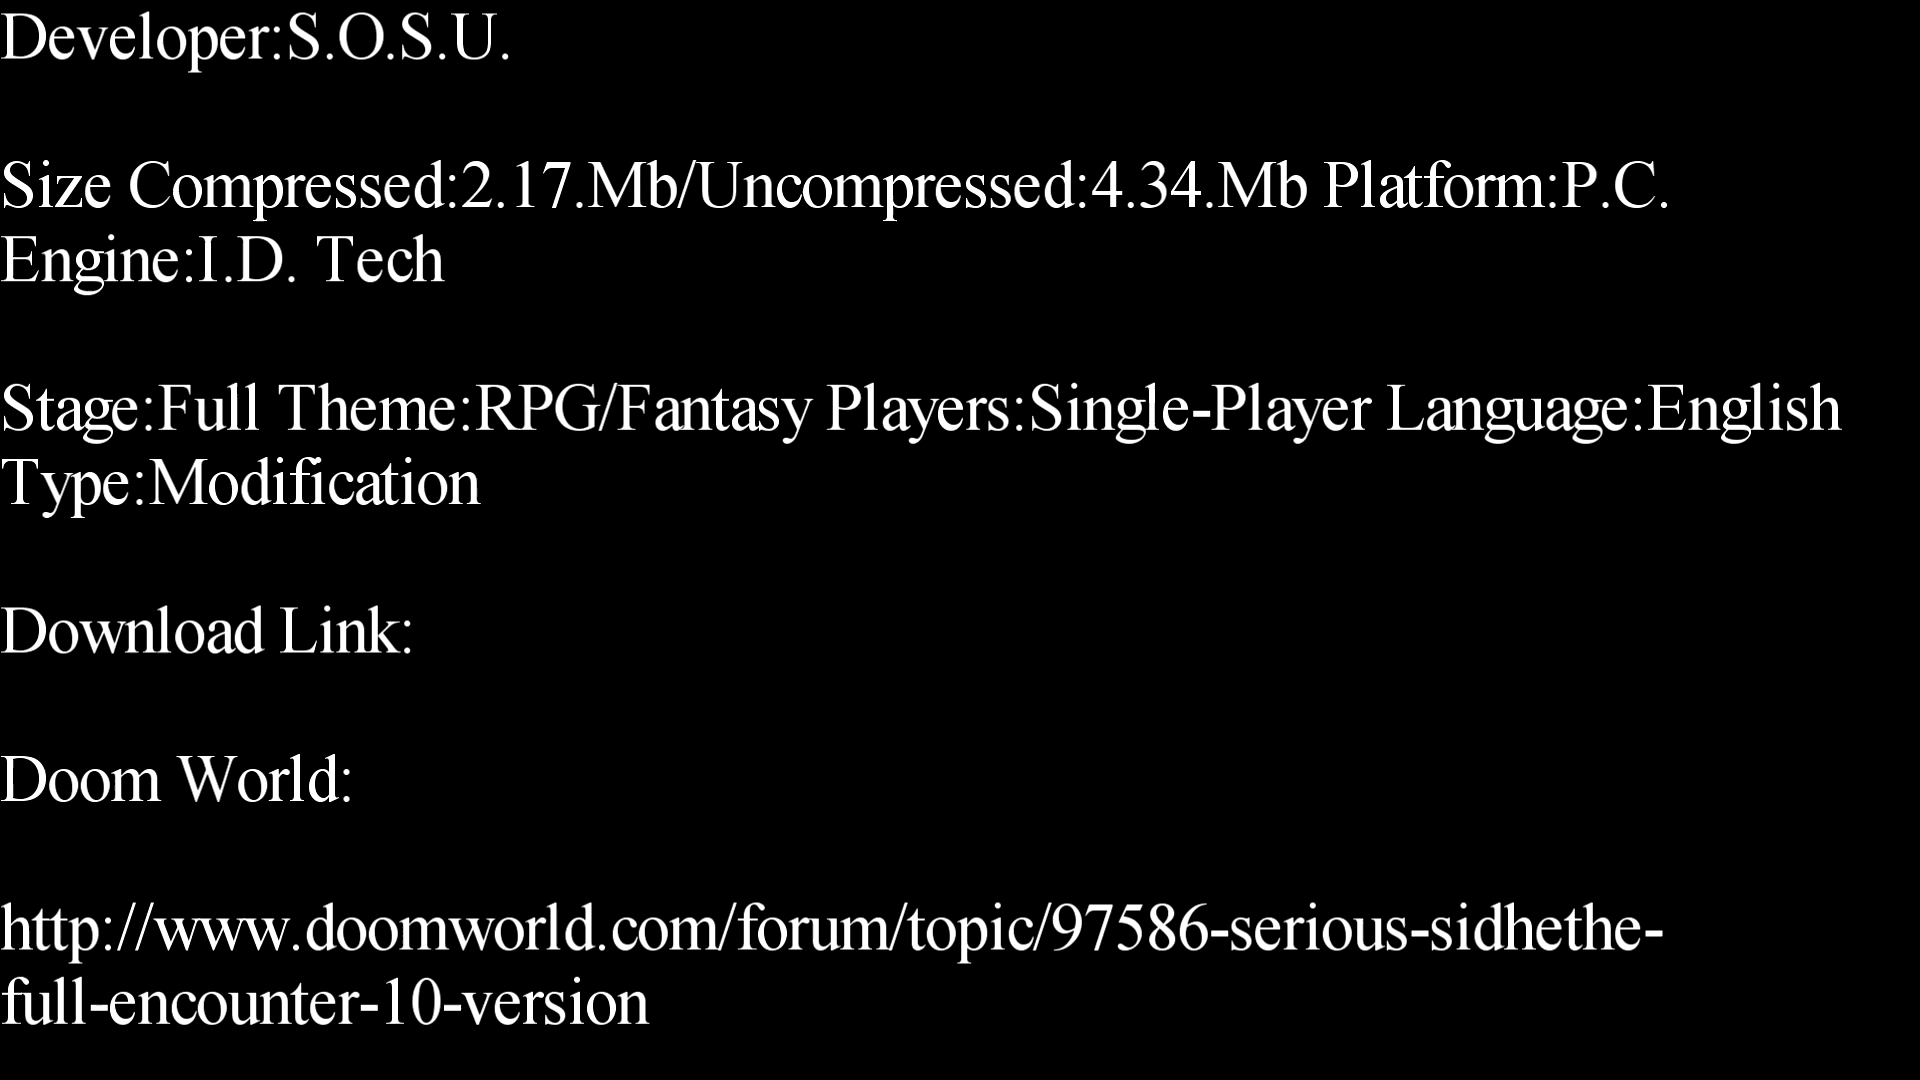 Developer:S.O.S.U.
Size Compressed:2.17.Mb/Uncompressed:4.34.Mb Platform:P.C.
Engine:I.D. Tech
Stage:Full Theme:RPG/Fantasy Players:Single-Player Language:English
Type:Modification
Download Link:
Doom World:
http://www.doomworld.com/forum/topic/97586-serious-sidhethe-
full-encounter-10-version